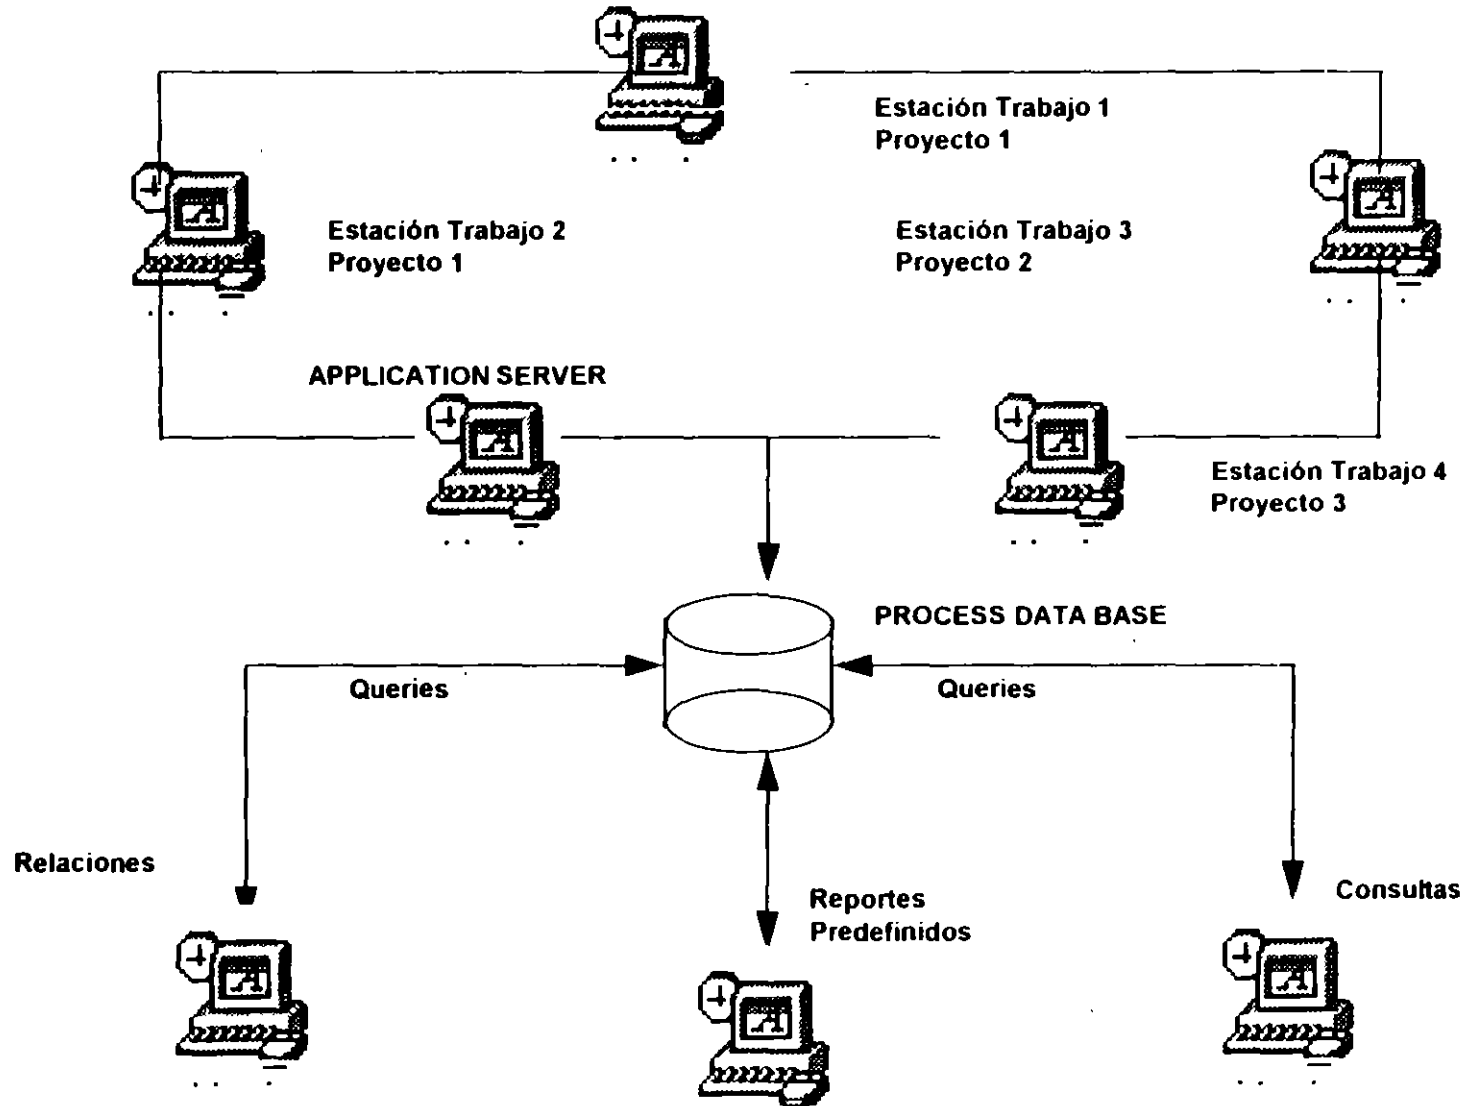 Estación Trabajo 1
Proyecto 1
Estación Trabajo 2
Proyecto 1
Estación Trabajo 3
Proyecto 2
APPLICATION SERVER
Estación Trabajo 4
Proyecto 3
PROCESS DATA BASE
Queries
Queries
Relaciones
Reportes
Predefinidos
Consultas